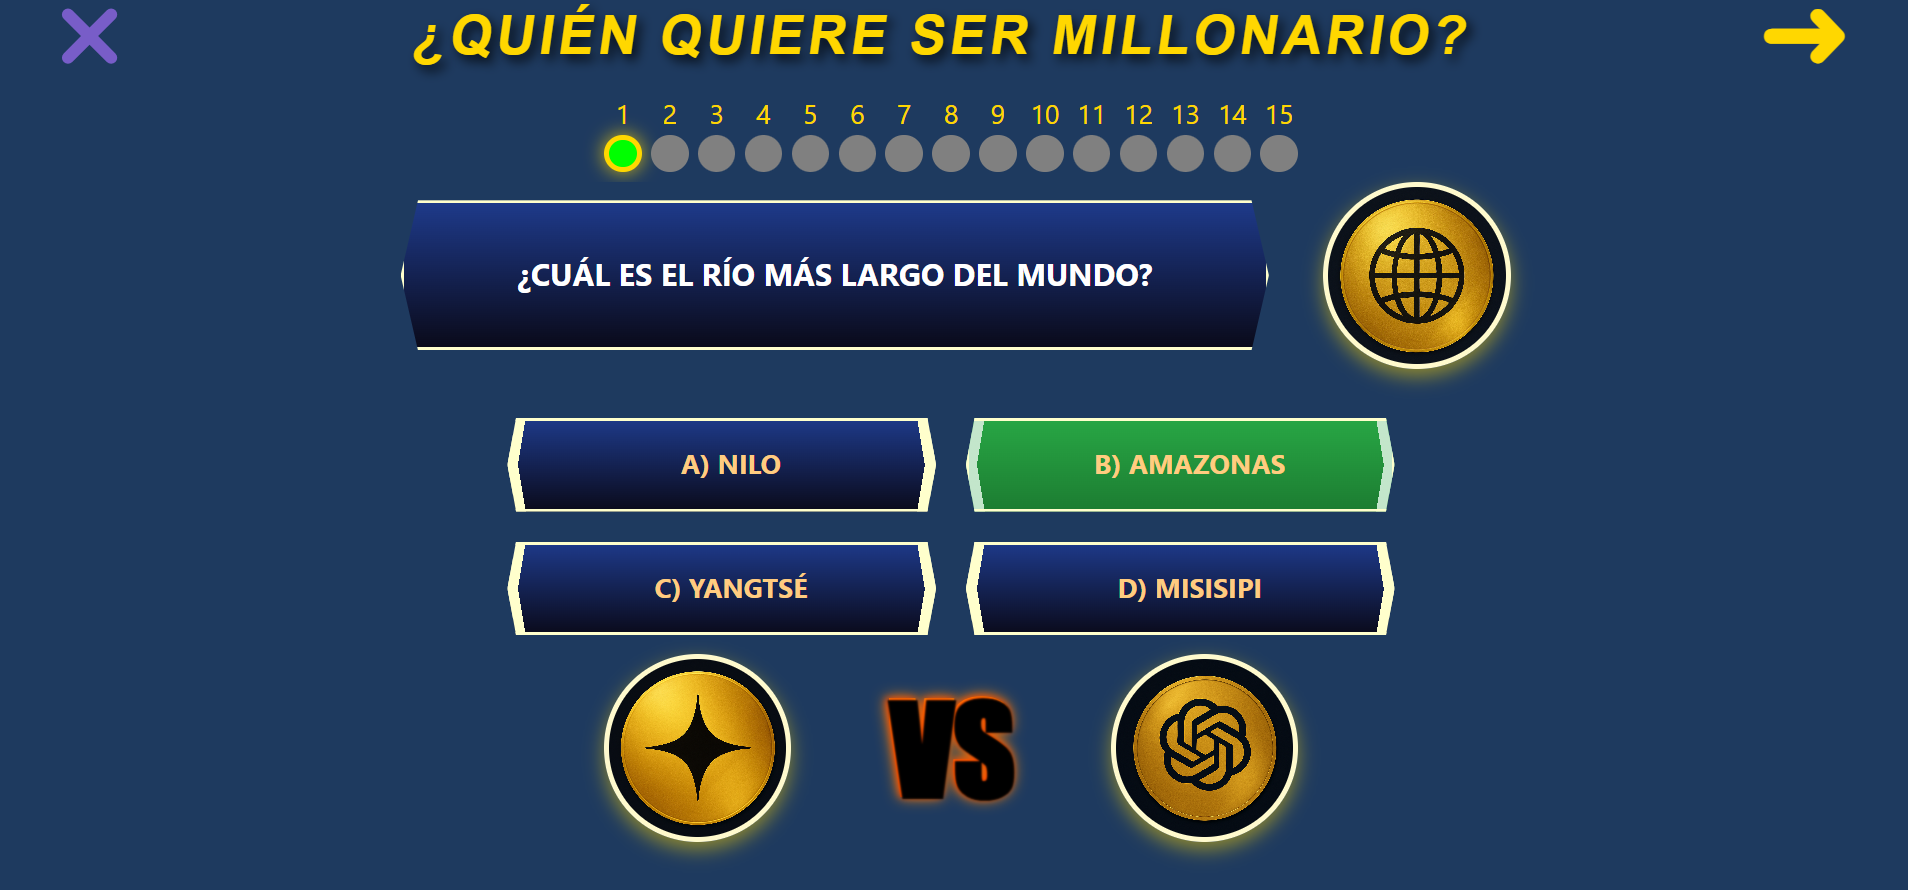 ¿QUIÉN QUIERE SER MILLONARIO?
1 2 3 4 5 6 7 8 9 10 11 12 13 14 15
¿CUÁL ES EL RÍO MÁS LARGO DEL MUNDO?
A) NILO
B) AMAZONAS
C) YANGTSÉ
D) MISISIPI
VS